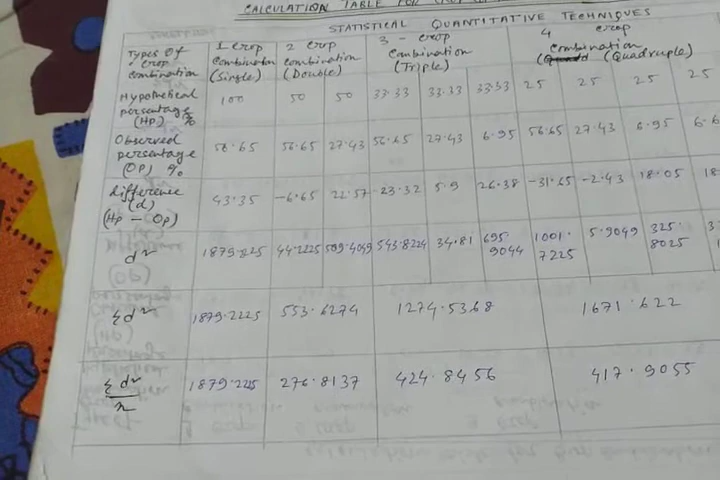 CALCULATION TABLE FOR CROP
STATISTICAL QUANTITATIVE TECHNIQUES
Types Of crop combination
1 crop combination (Single)
2 crop combination (Double)
3 - crop combination (Triple)
4 crop combination (Quadruple)
Hypothetical persentage (HP) %
100 50 50 33.33 33.33 33.33 25 25 25 25
Observed persentage (OP) %
56.65 56.65 27.43 56.65 27.43 6.95 56.65 27.43 6.95
difference (d) (Hp - Op)
43.35 -6.65 22.57 -23.32 5.9 26.38 -31.65 -2.43 18.05
d²
44.2225 509.4049 543.8224 34.81 695.9044 1001.7225 5.9049 325.8025
Σd²
1879.2225 553.6274 1274.5368 1671.622
Σd²/n
276.8137 424.8456 417.9055